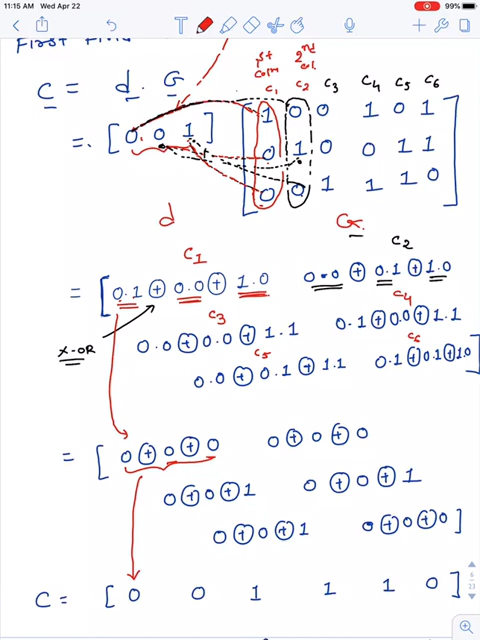 11:15 AM Wed Apr 22
91%
First Find
C = d . G
1st colm 2nd col.
C1 C2 C3 C4 C5 C6
= [0 0 1] [1 0 0 1 0 1
0 1 0 0 1 1
0 0 1 1 1 0]
d G
C1 C2
= [0.1 ⊕ 0.0 ⊕ 1.0 0.0 ⊕ 0.1 ⊕ 1.0
X-OR
C3 C4
0.0 ⊕ 0.0 ⊕ 1.1 0.1 ⊕ 0.0 ⊕ 1.1
C5 C6
0.0 ⊕ 0.1 ⊕ 1.1 0.1 ⊕ 0.1 ⊕ 1.0]
= [0 ⊕ 0 ⊕ 0 0 ⊕ 0 ⊕ 0
0 ⊕ 0 ⊕ 1 0 ⊕ 0 ⊕ 1
0 ⊕ 0 ⊕ 1 0 ⊕ 0 ⊕ 0]
C = [0 0 1 1 1 0]
6
23